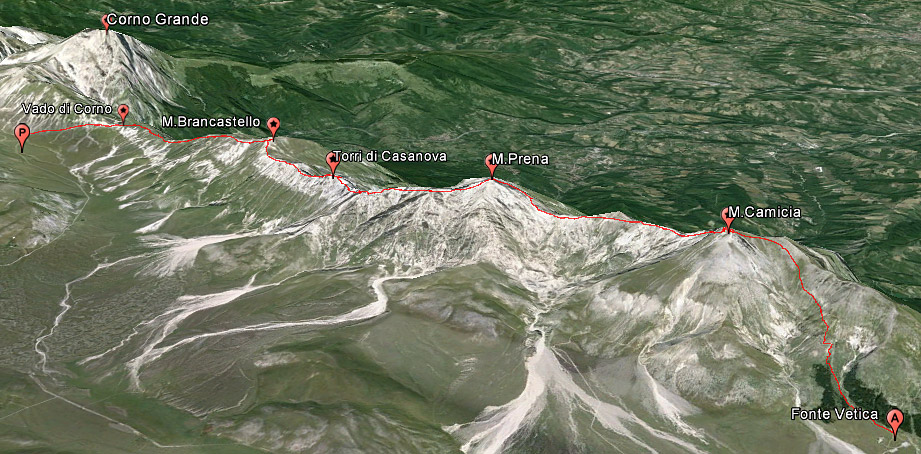 Corno Grande
Vado di Corno
M.Brancastello
P
Torri di Casanova
M.Prena
M.Camicia
Fonte Vetica
A